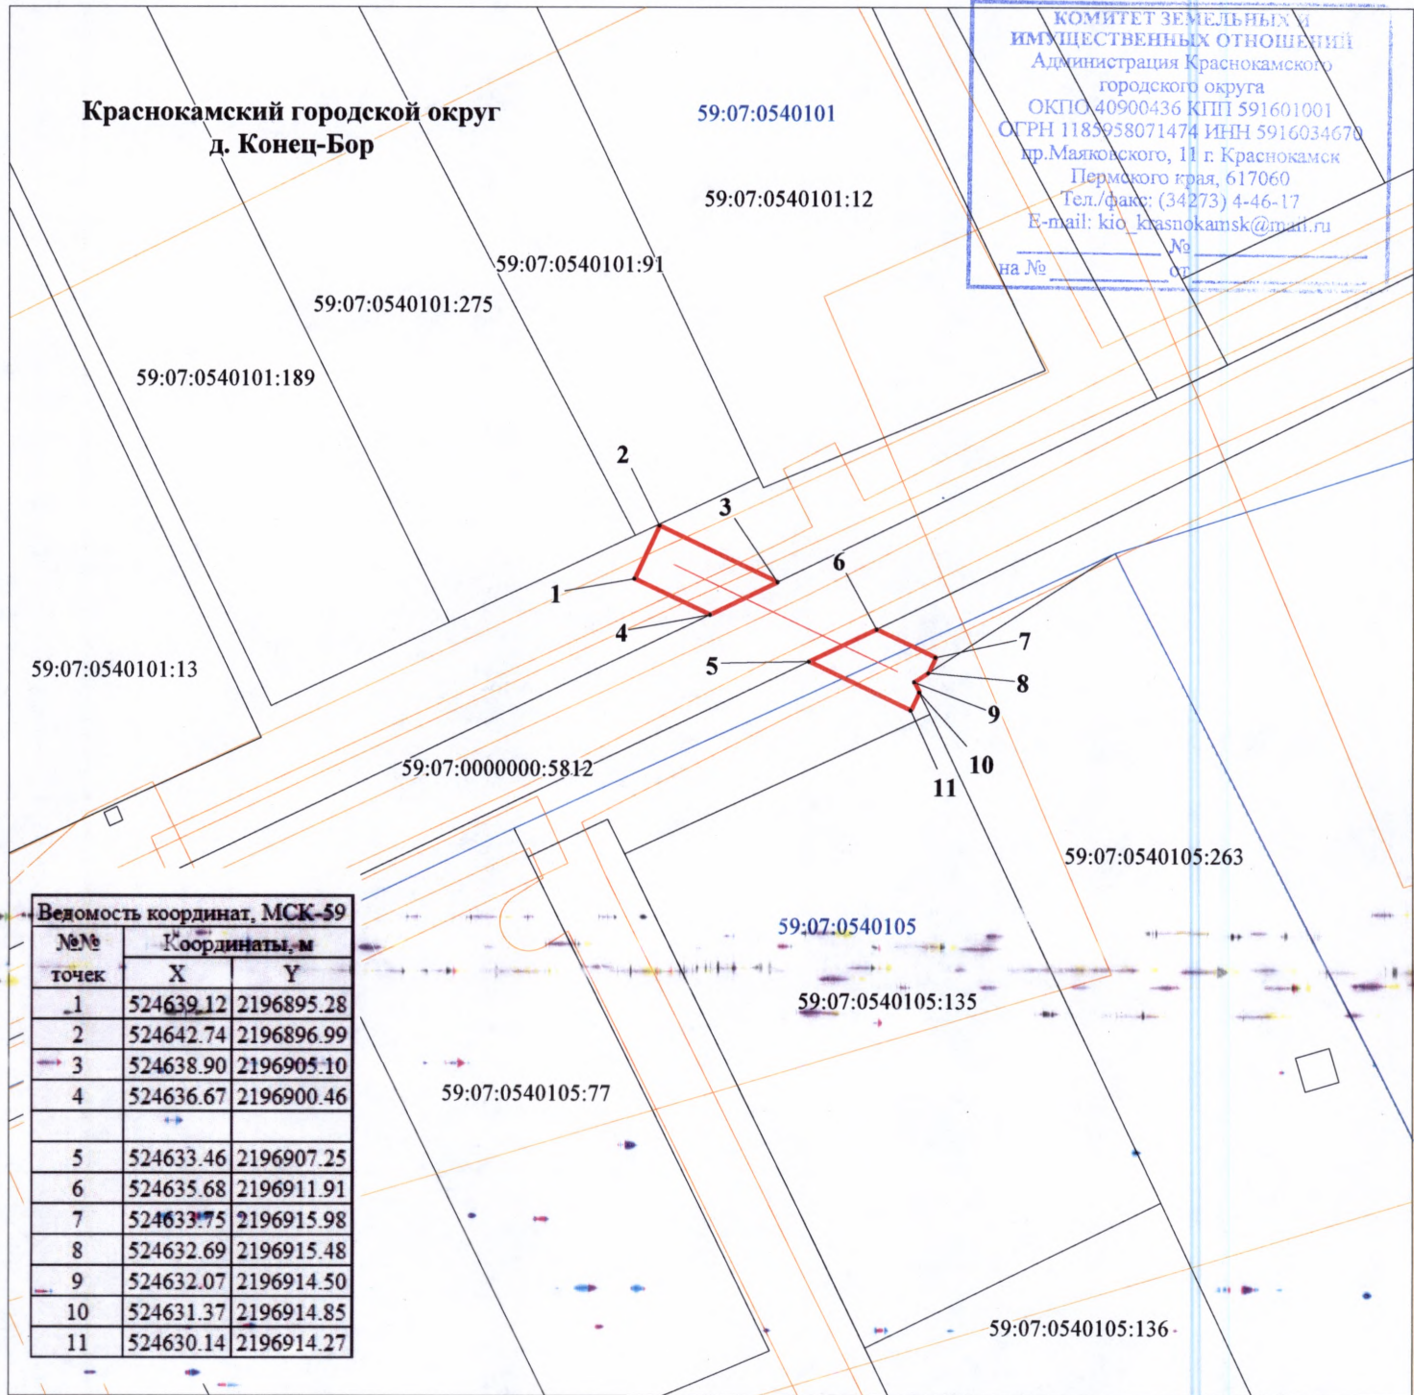 КОМИТЕТ ЗЕМЕЛЬНЫХ И
ИМУЩЕСТВЕННЫХ ОТНОШЕНИЙ
Администрация Краснокамского
городского округа
ОКПО 40900436 КПП 591601001
ОГРН 1185958071474 ИНН 5916034670
пр.Маяковского, 11 г. Краснокамск
Пермского края, 617060
Тел./факс: (34273) 4-46-17
E-mail: kio_krasnokamsk@mail.ru
№
на № от
Краснокамский городской округ
д. Конец-Бор
59:07:0540101
59:07:0540101:12
59:07:0540101:91
59:07:0540101:275
59:07:0540101:189
2
3
6
1
4
5
7
8
9
10
11
59:07:0540101:13
59:07:0000000:5812
59:07:0540105:263
59:07:0540105
59:07:0540105:135
59:07:0540105:77
59:07:0540105:136
Ведомость координат, МСК-59
№№ Координаты, м
точек X Y
1 524639.12 2196895.28
2 524642.74 2196896.99
3 524638.90 2196905.10
4 524636.67 2196900.46
5 524633.46 2196907.25
6 524635.68 2196911.91
7 524633.75 2196915.98
8 524632.69 2196915.48
9 524632.07 2196914.50
10 524631.37 2196914.85
11 524630.14 2196914.27